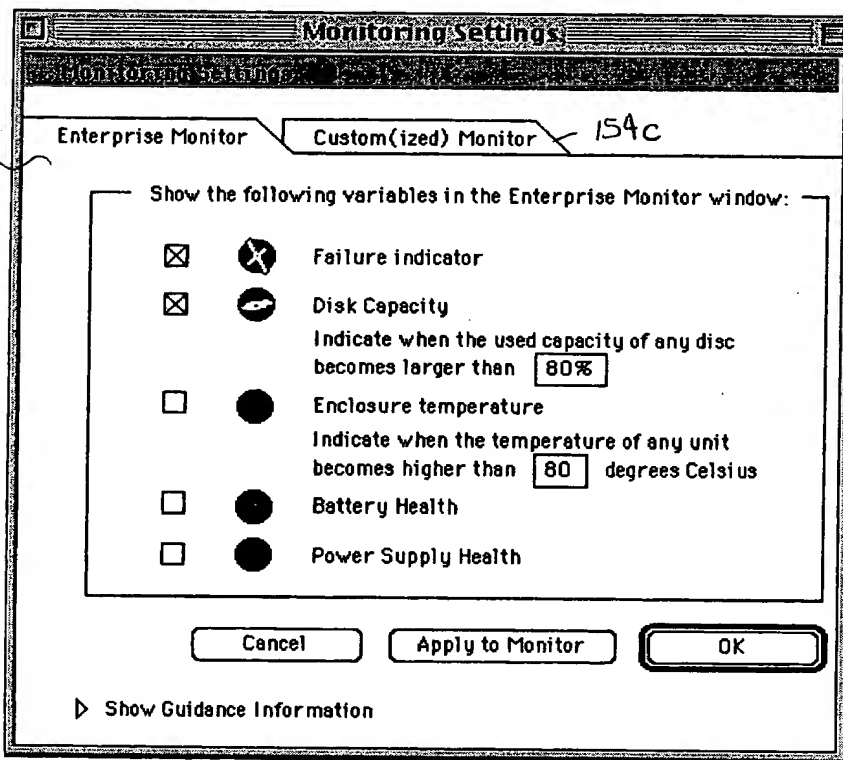 Monitoring Settings
Monitoring Settings
Enterprise Monitor
Custom(ized) Monitor
154c
Show the following variables in the Enterprise Monitor window:
Failure indicator
Disk Capacity
Indicate when the used capacity of any disc
becomes larger than 80%
Enclosure temperature
Indicate when the temperature of any unit
becomes higher than 80 degrees Celsius
Battery Health
Power Supply Health
Cancel
Apply to Monitor
OK
Show Guidance Information